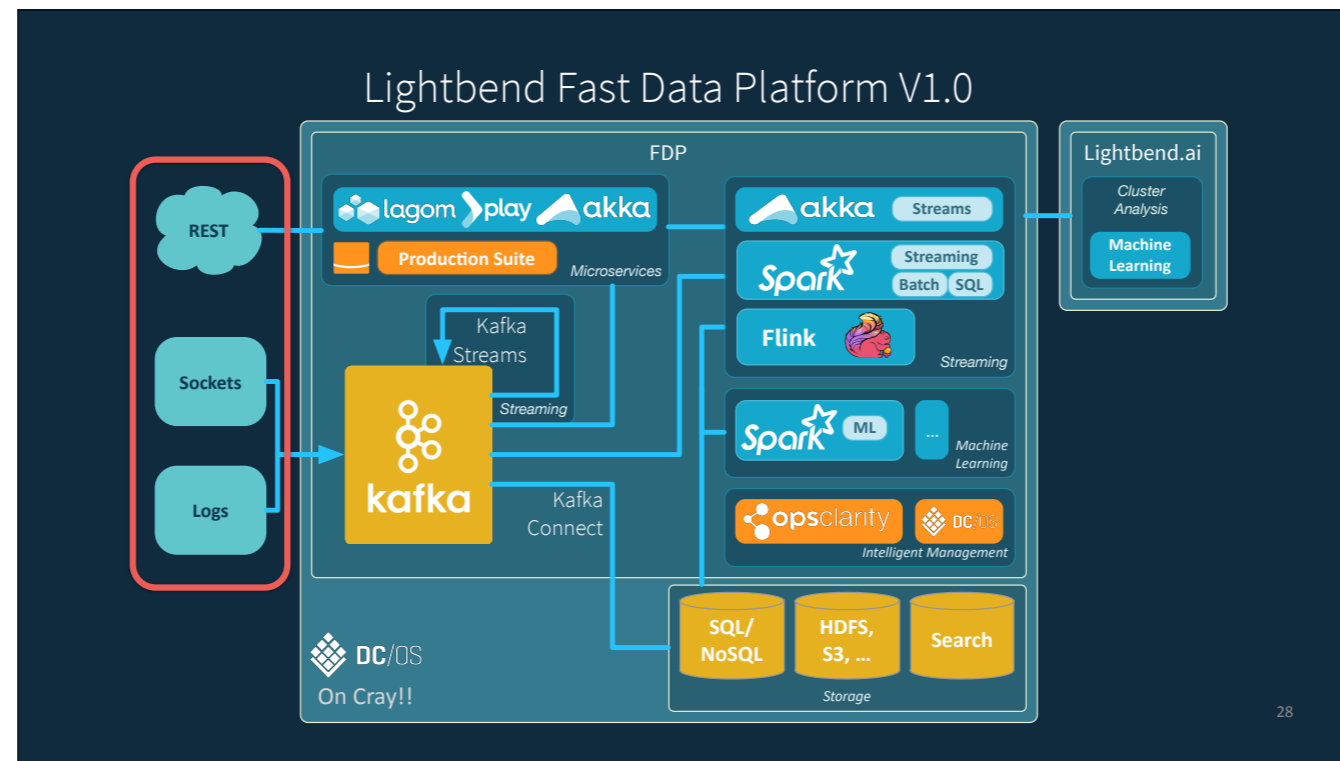 Lightbend Fast Data Platform V1.0
FDP
Lightbend.ai
Cluster
Analysis
Machine
Learning
REST
Sockets
Logs
lagom play akka
Production Suite
Microservices
Kafka
Streams
Streaming
kafka
Kafka
Connect
akka Streams
Spark Streaming
Batch SQL
Flink
Streaming
Spark ML
...
Machine
Learning
opsclarity DC/OS
Intelligent Management
SQL/
NoSQL
HDFS,
S3, ...
Search
Storage
DC/OS
On Cray!!
28